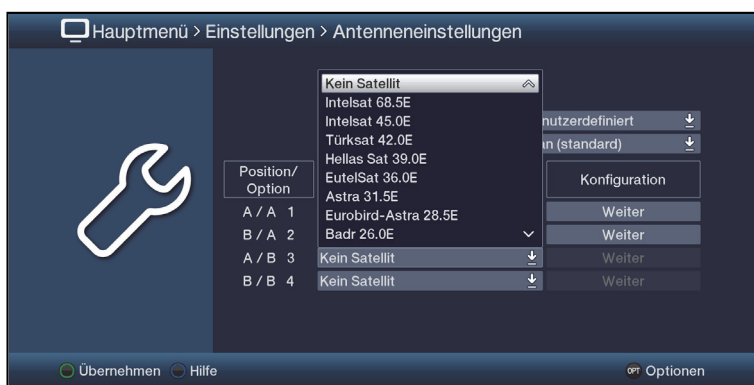 Hauptmenü > Einstellungen > Antenneneinstellungen
Kein Satellit
Intelsat 68.5E
Intelsat 45.0E
nutzerdefiniert
Türksat 42.0E
an (standard)
Hellas Sat 39.0E
Position/
Option
EutelSat 36.0E
Konfiguration
Astra 31.5E
A / A 1
Eurobird-Astra 28.5E
Weiter
B / A 2
Badr 26.0E
Weiter
A / B 3
Kein Satellit
Weiter
B / B 4
Kein Satellit
Weiter
Übernehmen
Hilfe
OPT Optionen